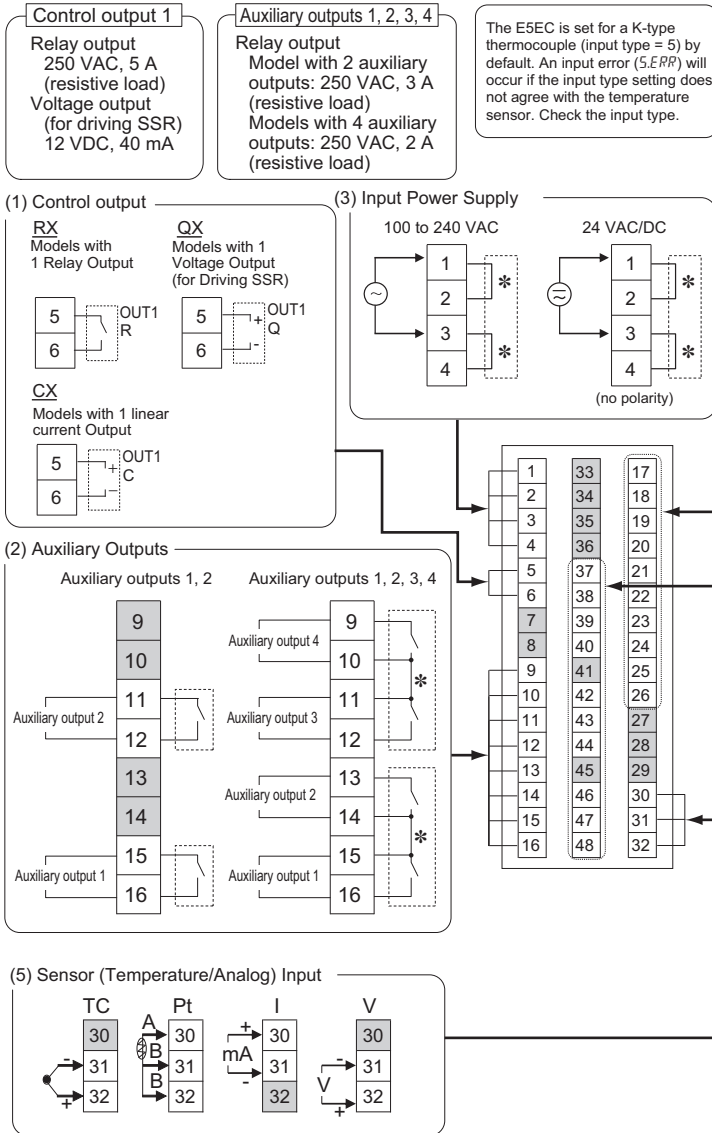 Control output 1
Relay output
250 VAC, 5 A
(resistive load)
Voltage output
(for driving SSR)
12 VDC, 40 mA
Auxiliary outputs 1, 2, 3, 4
Relay output
Model with 2 auxiliary
outputs: 250 VAC, 3 A
(resistive load)
Models with 4 auxiliary
outputs: 250 VAC, 2 A
(resistive load)
The E5EC is set for a K-type
thermocouple (input type = 5) by
default. An input error (S.ERR) will
occur if the input type setting does
not agree with the temperature
sensor. Check the input type.
(1) Control output
RX
Models with
1 Relay Output
5
6
OUT1
R
QX
Models with 1
Voltage Output
(for Driving SSR)
5
6
+
-
OUT1
Q
CX
Models with 1 linear
current Output
5
6
+
-
OUT1
C
(3) Input Power Supply
100 to 240 VAC
1
2
3
4
*
*
24 VAC/DC
1
2
3
4
*
*
(no polarity)
(2) Auxiliary Outputs
Auxiliary outputs 1, 2
9
10
11
12
13
14
15
16
Auxiliary output 2
Auxiliary output 1
Auxiliary outputs 1, 2, 3, 4
9
10
11
12
13
14
15
16
Auxiliary output 4
Auxiliary output 3
Auxiliary output 2
Auxiliary output 1
*
*
1 33 17
2 34 18
3 35 19
4 36 20
5 37 21
6 38 22
7 39 23
8 40 24
9 41 25
10 42 26
11 43 27
12 44 28
13 45 29
14 46 30
15 47 31
16 48 32
(5) Sensor (Temperature/Analog) Input
TC
30
- 31
+ 32
Pt
A 30
B 31
B 32
I
+ 30
mA
- 31
32
V
30
- 31
V
+ 32